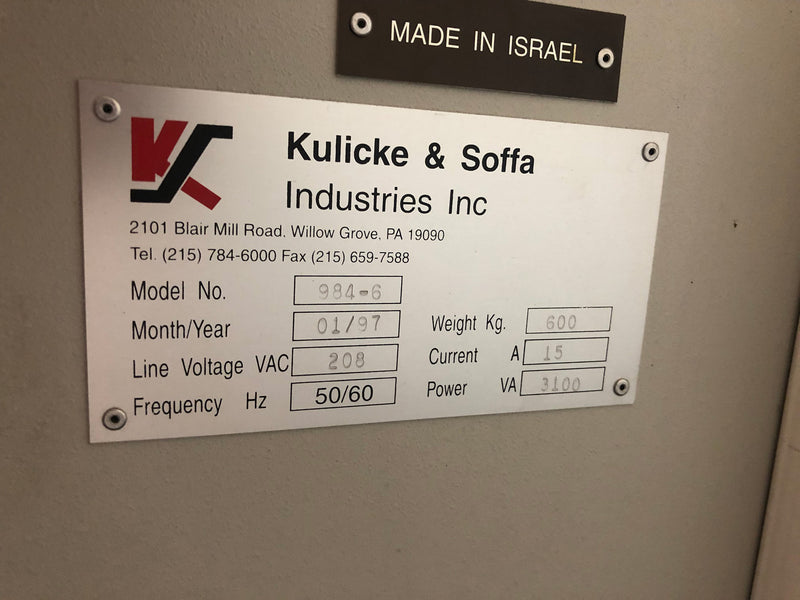 MADE IN ISRAEL
KS
Kulicke & Soffa
Industries Inc
2101 Blair Mill Road, Willow Grove, PA 19090
Tel. (215) 784-6000 Fax (215) 659-7588
Model No. 984-6
Month/Year 01/97 Weight Kg. 600
Line Voltage VAC 208 Current A 15
Frequency Hz 50/60 Power VA 3100